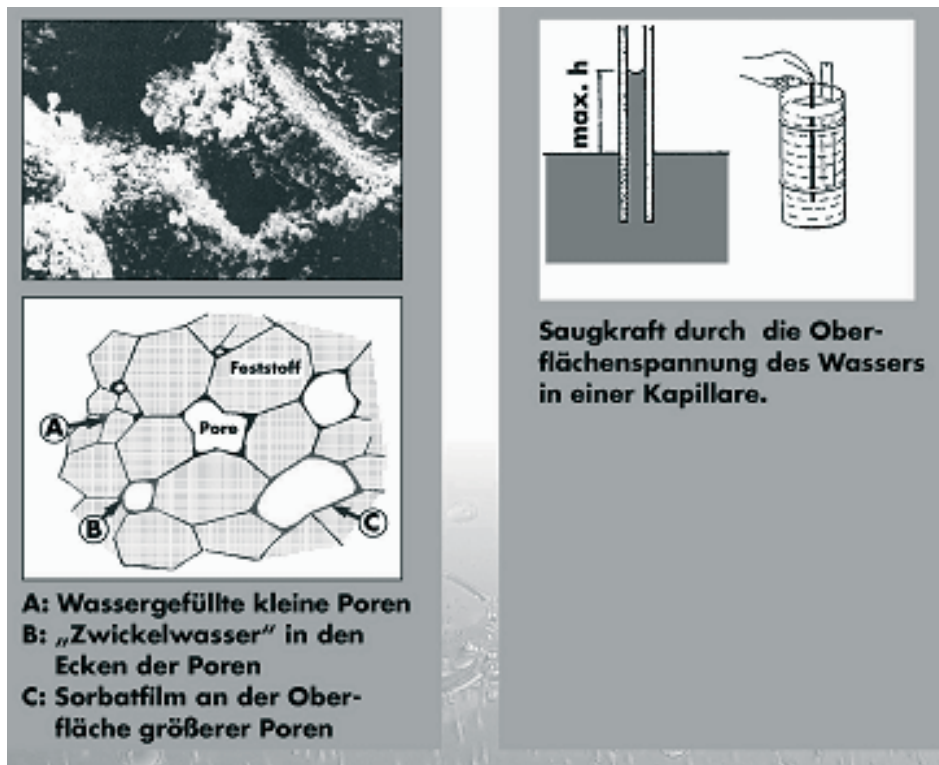 Feststoff
Pore
A
B
C
A: Wassergefüllte kleine Poren
B: „Zwickelwasser“ in den
Ecken der Poren
C: Sorbatfilm an der Ober-
fläche größerer Poren
max. h
Saugkraft durch die Ober-
flächenspannung des Wassers
in einer Kapillare.